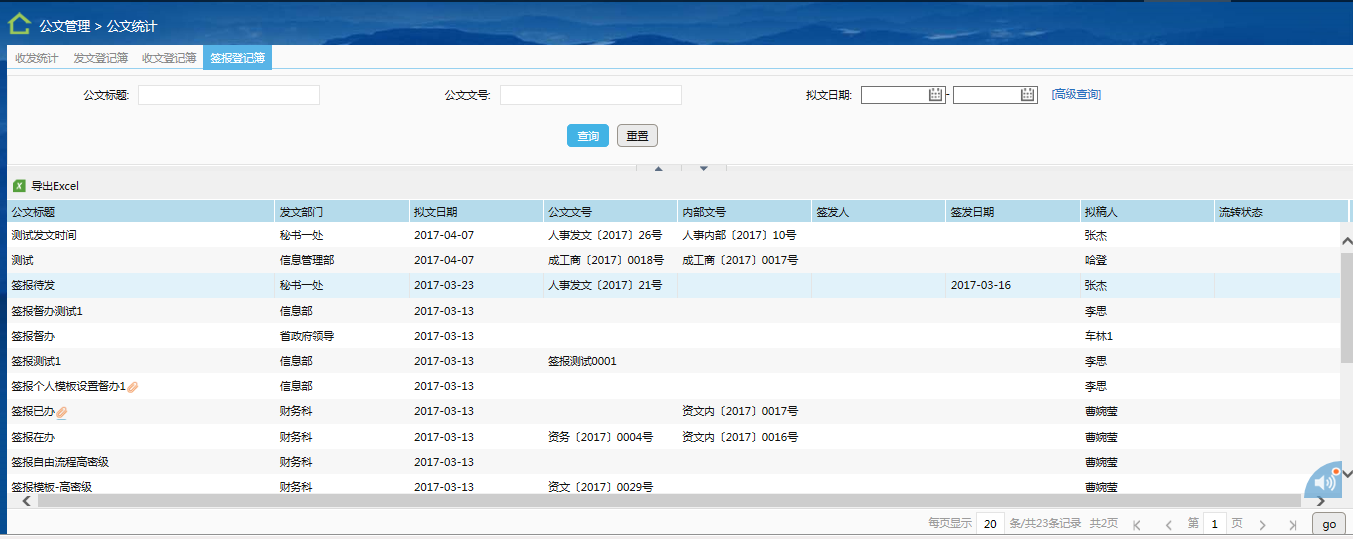 公文管理 > 公文统计
收发统计 发文登记簿 收文登记簿 签报登记簿
公文标题: 公文文号: 拟文日期: - [高级查询]
查询 重置
导出Excel
公文标题 发文部门 拟文日期 公文文号 内部文号 签发人 签发日期 拟稿人 流转状态
测试发文时间 秘书一处 2017-04-07 人事发文〔2017〕26号 人事内部〔2017〕10号 张杰
测试 信息管理部 2017-04-07 成工商〔2017〕0018号 成工商〔2017〕0017号 哈登
签报待发 秘书一处 2017-03-23 人事发文〔2017〕21号 2017-03-16 张杰
签报督办测试1 信息部 2017-03-13 李思
签报督办 省政府领导 2017-03-13 车林1
签报测试1 信息部 2017-03-13 签报测试0001 李思
签报个人模板设置督办1 信息部 2017-03-13 李思
签报已办 财务科 2017-03-13 资文内〔2017〕0017号 曹婉莹
签报在办 财务科 2017-03-13 资务〔2017〕0004号 资文内〔2017〕0016号 曹婉莹
签报自由流程高密级 财务科 2017-03-13 曹婉莹
签报模板-高密级 财务科 2017-03-13 资文〔2017〕0029号 曹婉莹
每页显示 20 条/共23条记录 共2页 第 1 页 go